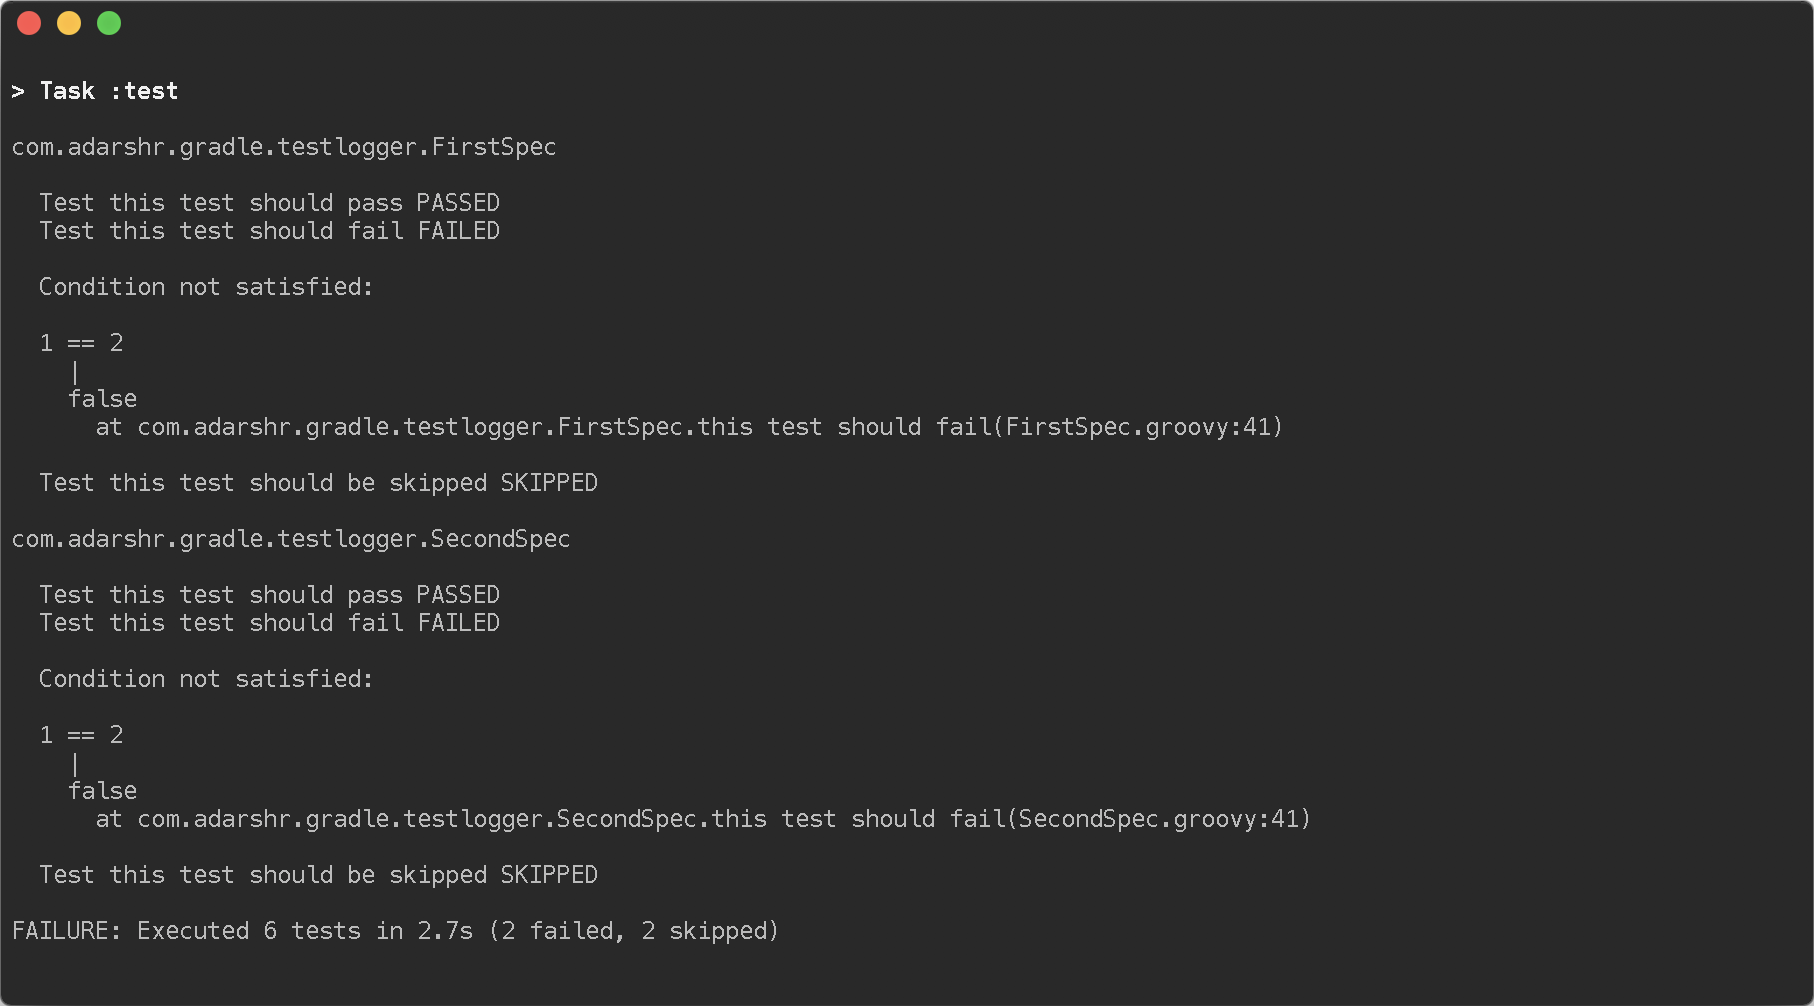 > Task :test
com.adarshr.gradle.testlogger.FirstSpec
Test this test should pass PASSED
Test this test should fail FAILED
Condition not satisfied:
1 == 2
|
false
at com.adarshr.gradle.testlogger.FirstSpec.this test should fail(FirstSpec.groovy:41)
Test this test should be skipped SKIPPED
com.adarshr.gradle.testlogger.SecondSpec
Test this test should pass PASSED
Test this test should fail FAILED
Condition not satisfied:
1 == 2
|
false
at com.adarshr.gradle.testlogger.SecondSpec.this test should fail(SecondSpec.groovy:41)
Test this test should be skipped SKIPPED
FAILURE: Executed 6 tests in 2.7s (2 failed, 2 skipped)